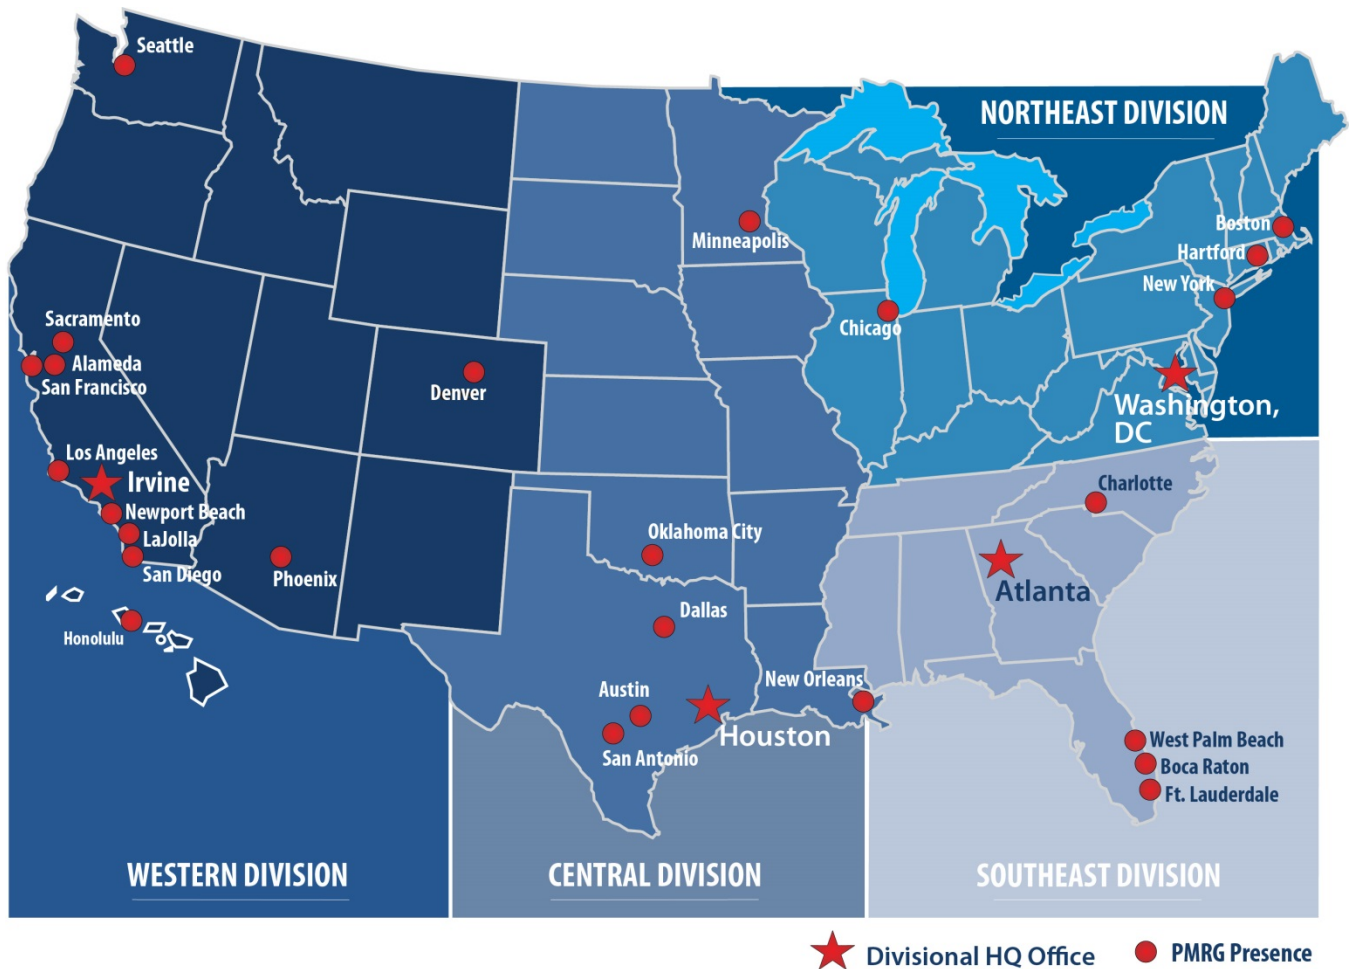 Seattle
NORTHEAST DIVISION
Minneapolis
Boston
Hartford
New York
Chicago
Sacramento
Alameda
San Francisco
Denver
Washington,
DC
Los Angeles
Irvine
Newport Beach
LaJolla
San Diego
Phoenix
Honolulu
Oklahoma City
Dallas
Austin
San Antonio
Houston
New Orleans
Charlotte
Atlanta
West Palm Beach
Boca Raton
Ft. Lauderdale
WESTERN DIVISION
CENTRAL DIVISION
SOUTHEAST DIVISION
Divisional HQ Office
PMRG Presence